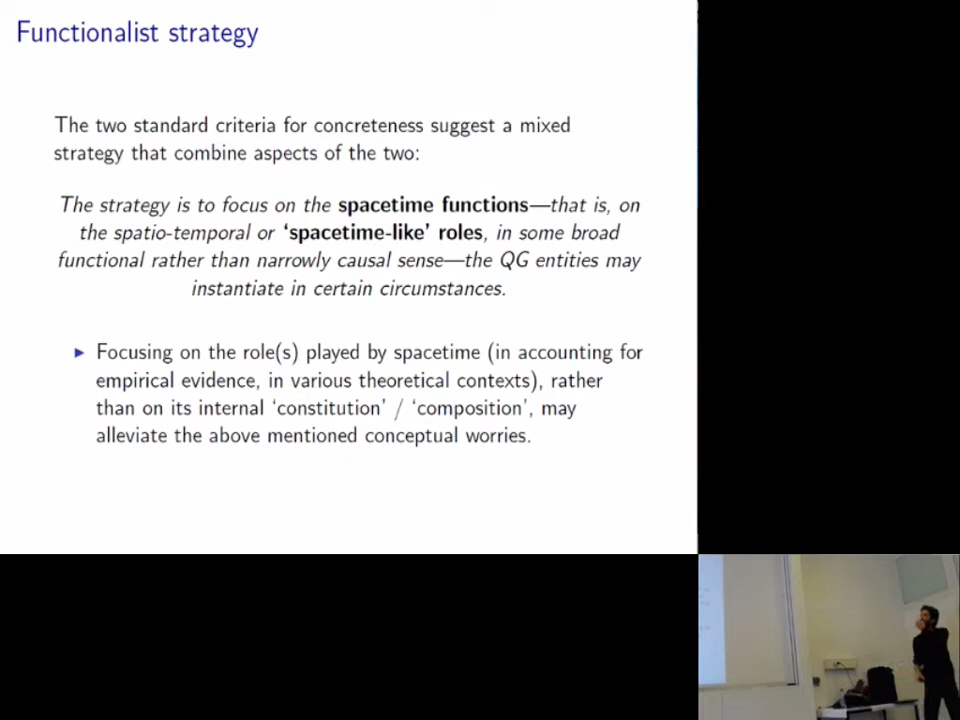 Functionalist strategy
The two standard criteria for concreteness suggest a mixed
strategy that combine aspects of the two:
The strategy is to focus on the spacetime functions—that is, on
the spatio-temporal or ‘spacetime-like’ roles, in some broad
functional rather than narrowly causal sense—the QG entities may
instantiate in certain circumstances.
▶ Focusing on the role(s) played by spacetime (in accounting for
empirical evidence, in various theoretical contexts), rather
than on its internal ‘constitution’ / ‘composition’, may
alleviate the above mentioned conceptual worries.